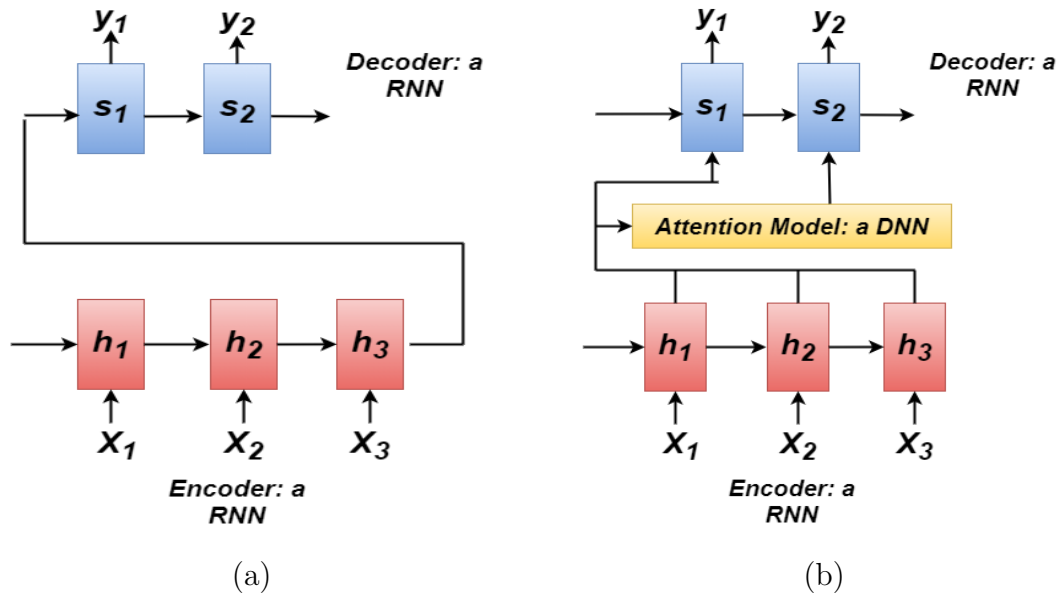 y1 y2
Decoder: a
RNN
s1 s2
h1 h2 h3
X1 X2 X3
Encoder: a
RNN
(a)
y1 y2
Decoder: a
RNN
s1 s2
Attention Model: a DNN
h1 h2 h3
X1 X2 X3
Encoder: a
RNN
(b)